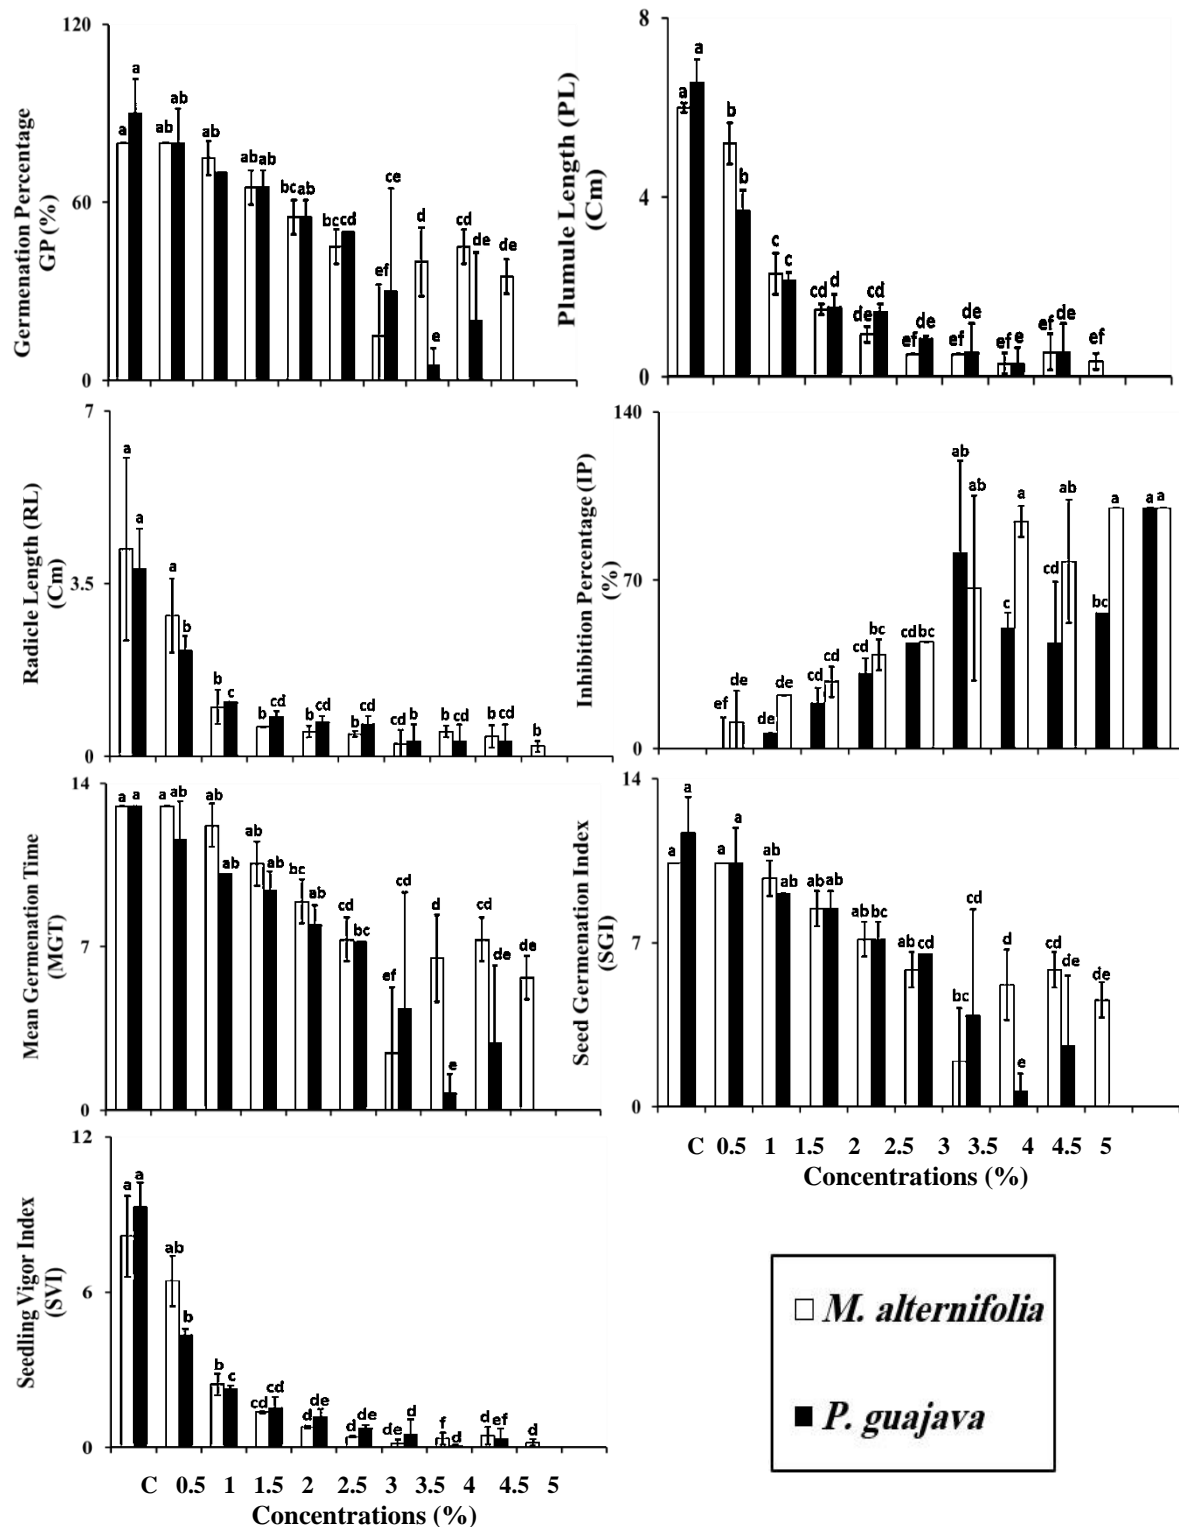 120
60
0
Germenation Percentage
GP (%)
a a ab ab ab ab ab bc ab bc cd ef ce d e cd de de
8
4
0
Plumule Length (PL)
(Cm)
a a b b c c cd d de cd ef de ef de ef e ef de ef
7
3.5
0
Radicle Length (RL)
(Cm)
a a a b b c b cd b cd b cd cd b b cd b cd b
140
70
0
Inhibition Percentage (IP)
(%)
ef de de de cd cd cd bc cd bc ab ab c a cd ab bc a a a
14
7
0
Mean Germenation Time
(MGT)
a a a ab ab ab ab ab bc ab cd bc ef cd d e cd de de
14
7
0
Seed Germenation Index
(SGI)
a a a a ab ab ab ab ab bc ab cd bc cd d e cd de de
C 0.5 1 1.5 2 2.5 3 3.5 4 4.5 5
Concentrations (%)
12
6
0
Seedling Vigor Index
(SVI)
a a ab b b c cd cd d de d de de d f d d ef d
C 0.5 1 1.5 2 2.5 3 3.5 4 4.5 5
Concentrations (%)
M. alternifolia
P. guajava